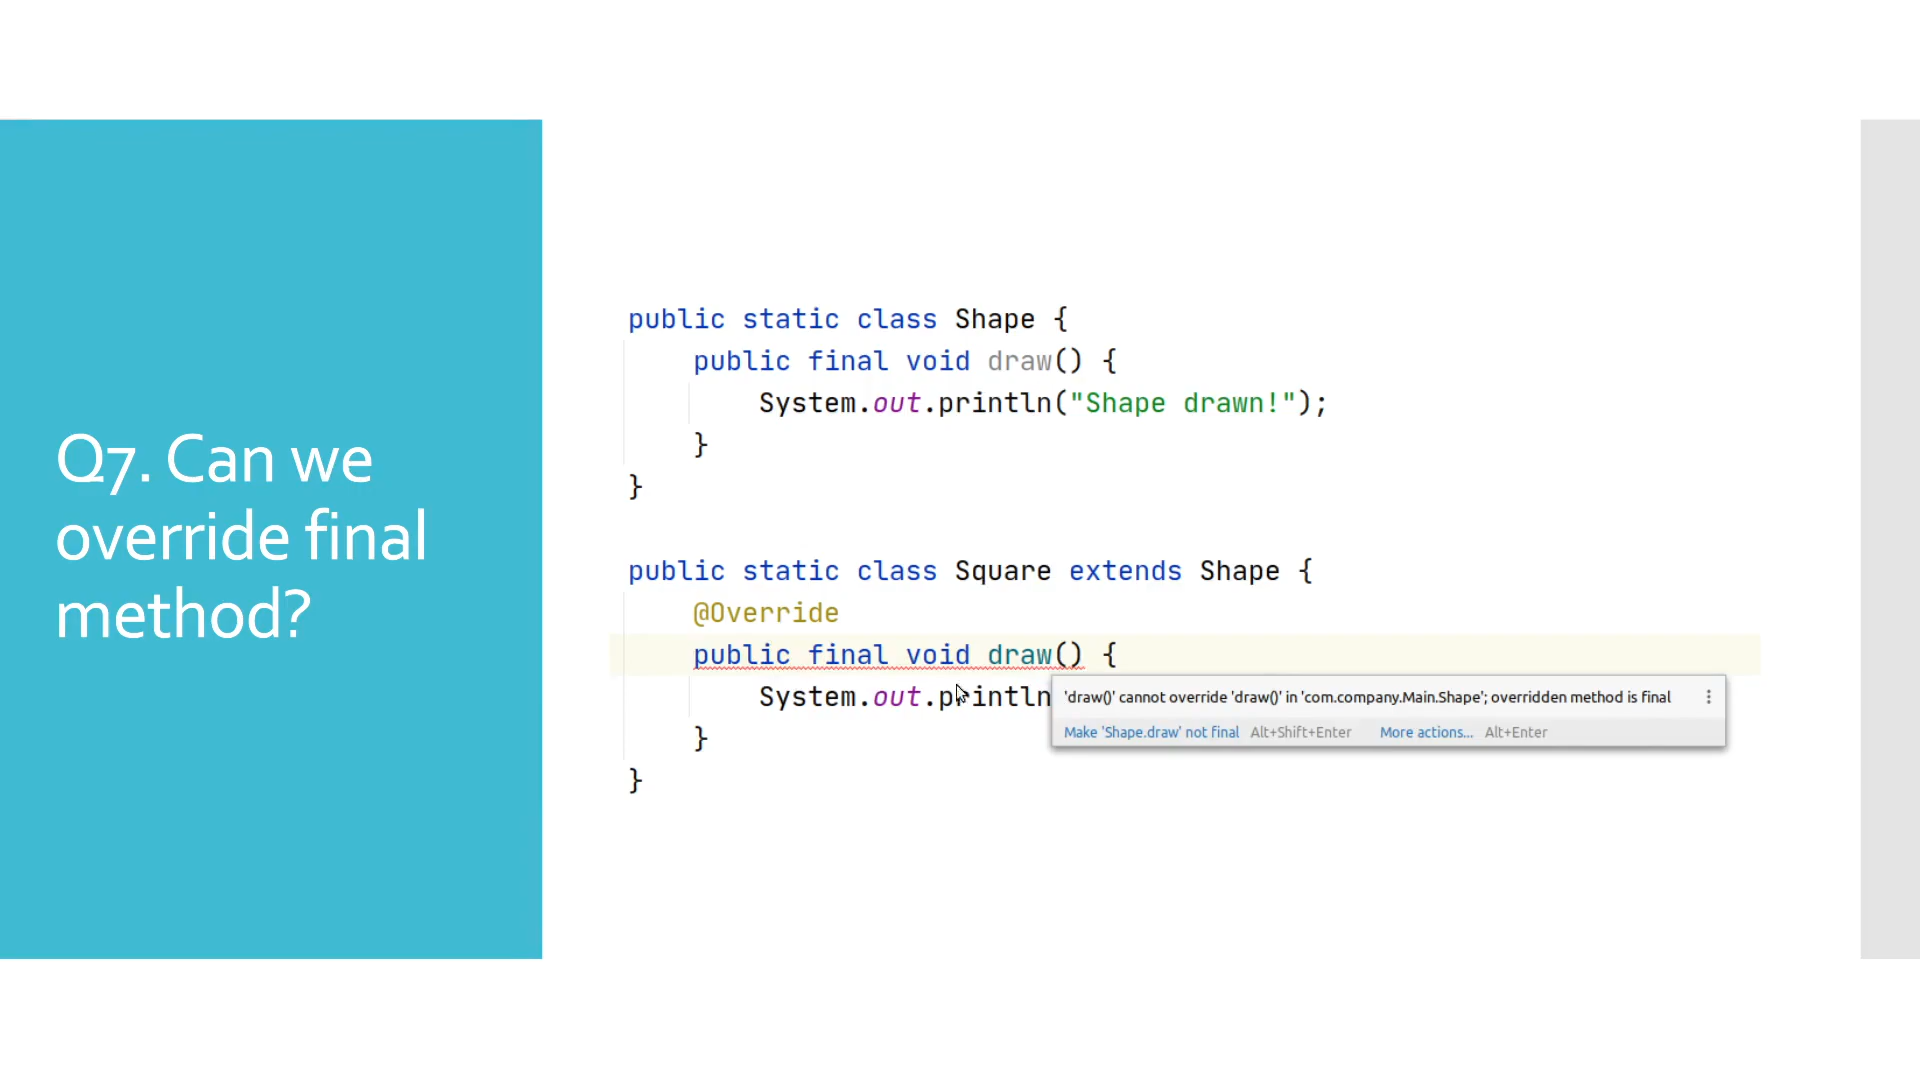 Q7. Can we
override final
method?
public static class Shape {
public final void draw() {
System.out.println("Shape drawn!");
}
}
public static class Square extends Shape {
@Override
public final void draw() {
System.out.println
'draw()' cannot override 'draw()' in 'com.company.Main.Shape'; overridden method is final
Make 'Shape.draw' not final Alt+Shift+Enter More actions... Alt+Enter
}
}